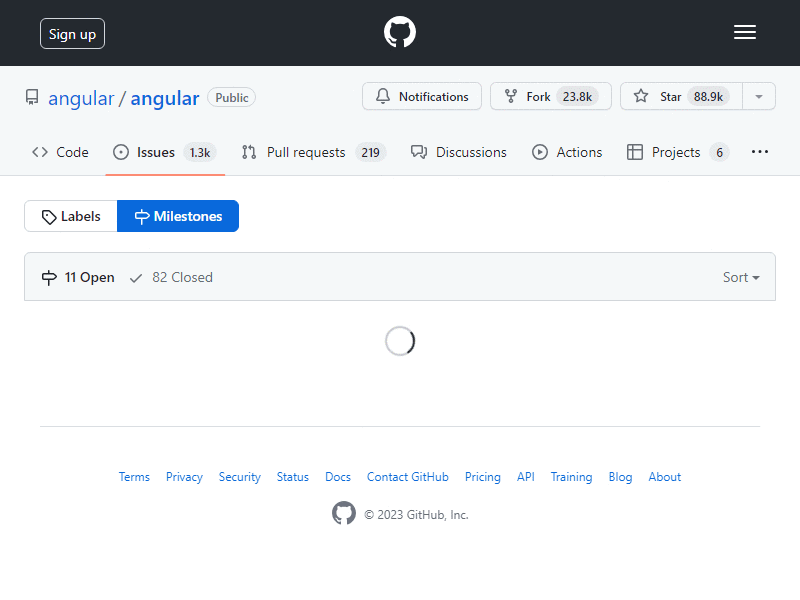 Sign up
angular / angular Public
Notifications Fork 23.8k Star 88.9k
Code Issues 1.3k Pull requests 219 Discussions Actions Projects 6
Labels Milestones
11 Open 82 Closed Sort
Terms Privacy Security Status Docs Contact GitHub Pricing API Training Blog About
© 2023 GitHub, Inc.